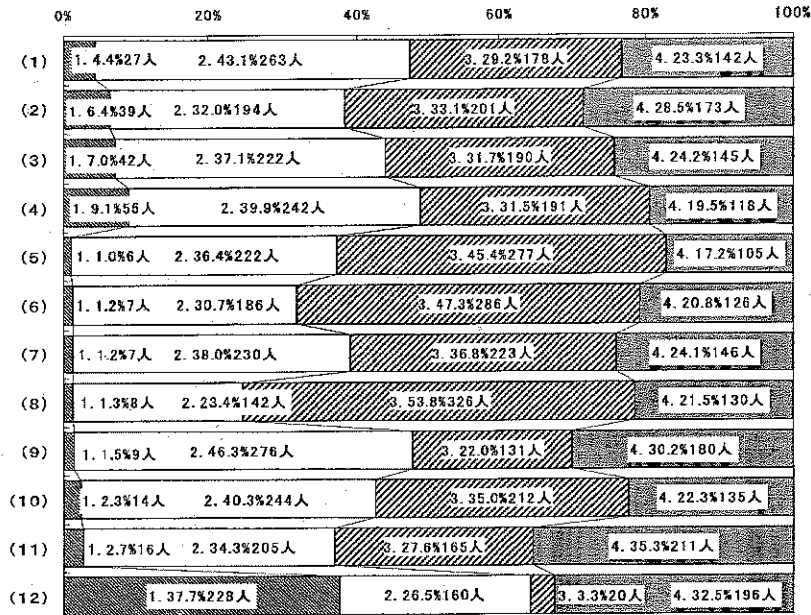 0% 20% 40% 60% 80% 100%
(1) 1. 4.4%27人 2. 43.1%263人 3. 29.2%178人 4. 23.3%142人
(2) 1. 6.4%39人 2. 32.0%194人 3. 33.1%201人 4. 28.5%173人
(3) 1. 7.0%42人 2. 37.1%222人 3. 31.7%190人 4. 24.2%145人
(4) 1. 9.1%55人 2. 39.9%242人 3. 31.5%191人 4. 19.5%118人
(5) 1. 1.0%6人 2. 36.4%222人 3. 45.4%277人 4. 17.2%105人
(6) 1. 1.2%7人 2. 30.7%186人 3. 47.3%286人 4. 20.8%126人
(7) 1. 1.2%7人 2. 38.0%230人 3. 36.8%223人 4. 24.1%146人
(8) 1. 1.3%8人 2. 23.4%142人 3. 53.8%326人 4. 21.5%130人
(9) 1. 1.5%9人 2. 46.3%276人 3. 22.0%131人 4. 30.2%180人
(10) 1. 2.3%14人 2. 40.3%244人 3. 35.0%212人 4. 22.3%135人
(11) 1. 2.7%16人 2. 34.3%205人 3. 27.6%165人 4. 35.3%211人
(12) 1. 37.7%228人 2. 26.5%160人 3. 3.3%20人 4. 32.5%196人